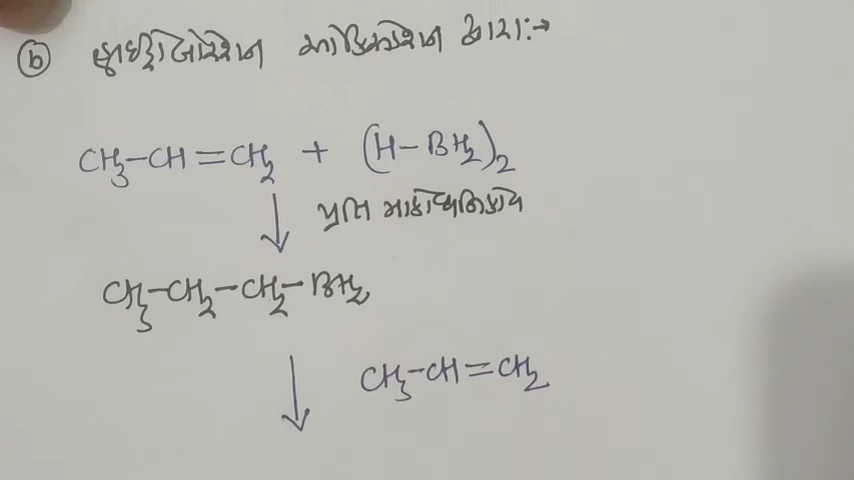 ⓑ હાઇડ્રોબોરેશન ઓક્સિડેશન દ્વારા:→
CH₃-CH=CH₂ + (H-BH₂)₂
↓ પ્રતિ માર્કોવનિકોવ
CH₃-CH₂-CH₂-BH₂
↓ CH₃-CH=CH₂